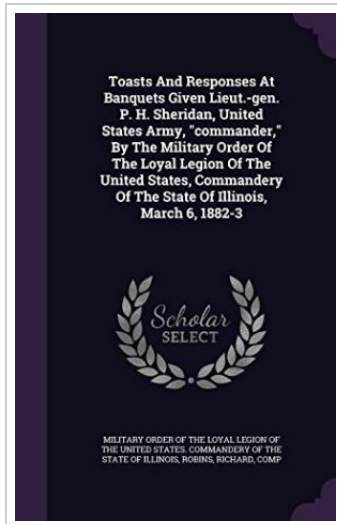 Toasts And Responses At
Banquets Given Lieut.-gen.
P. H. Sheridan, United
States Army, "commander,"
By The Military Order Of
The Loyal Legion Of The
United States, Commandery
Of The State Of Illinois,
March 6, 1882-3
Scholar
SELECT
MILITARY ORDER OF THE LOYAL LEGION OF
THE UNITED STATES. COMMANDERY OF THE
STATE OF ILLINOIS, ROBINS, RICHARD, COMP